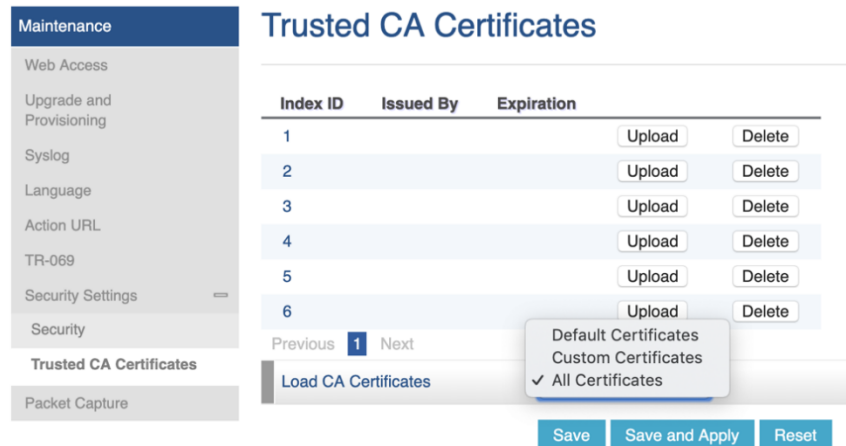 Maintenance
Web Access
Upgrade and
Provisioning
Syslog
Language
Action URL
TR-069
Security Settings
Security
Trusted CA Certificates
Packet Capture
Trusted CA Certificates
Index ID Issued By Expiration
1 Upload Delete
2 Upload Delete
3 Upload Delete
4 Upload Delete
5 Upload Delete
6 Upload Delete
Previous 1 Next
Load CA Certificates
Default Certificates
Custom Certificates
✓ All Certificates
Save Save and Apply Reset